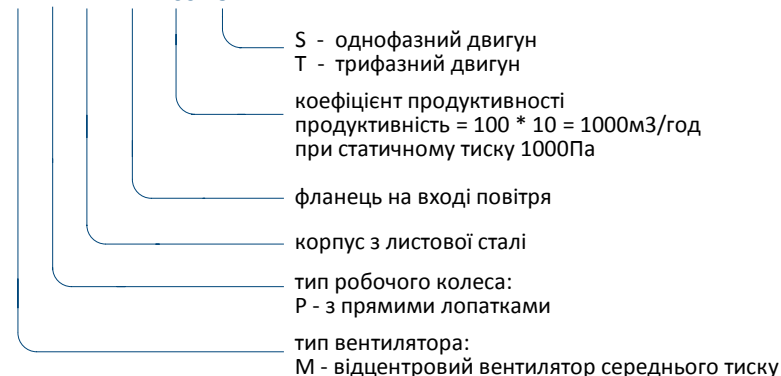 S - однофазний двигун
T - трифазний двигун
коефіцієнт продуктивності
продуктивність = 100 * 10 = 1000м3/год
при статичному тиску 1000Па
фланець на вході повітря
корпус з листової сталі
тип робочого колеса:
P - з прямими лопатками
тип вентилятора:
M - відцентровий вентилятор середнього тиску